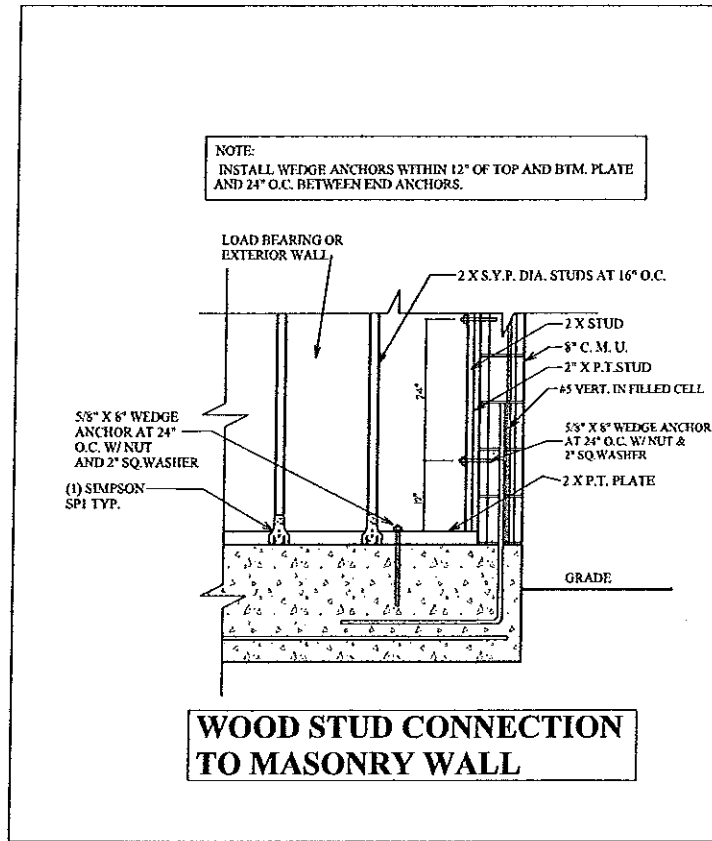 NOTE:
INSTALL WEDGE ANCHORS WITHIN 12" OF TOP AND BTM. PLATE
AND 24" O.C. BETWEEN END ANCHORS.
LOAD BEARING OR
EXTERIOR WALL
2 X S.Y.P. DIA. STUDS AT 16" O.C.
2 X STUD
8" C. M. U.
2" X P.T.STUD
#5 VERT. IN FILLED CELL
24"
5/8" X 8" WEDGE
ANCHOR AT 24"
O.C. W/ NUT
AND 2" SQ.WASHER
5/8" X 8" WEDGE ANCHOR
AT 24" O.C. W/ NUT &
2" SQ.WASHER
(1) SIMPSON
SP1 TYP.
12"
2 X P.T. PLATE
GRADE
WOOD STUD CONNECTION
TO MASONRY WALL